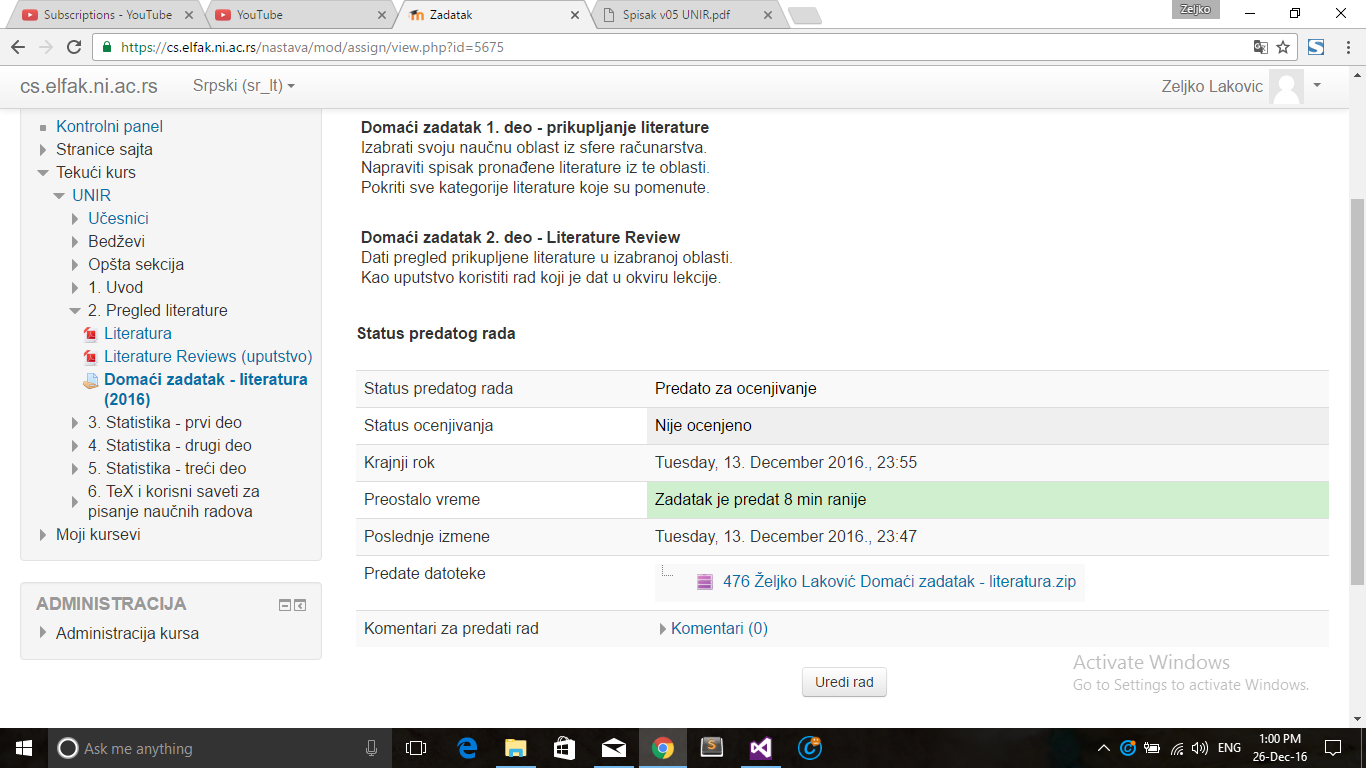 Subscriptions - YouTube
YouTube
Zadatak
Spisak v05 UNIR.pdf
Zeljko
https://cs.elfak.ni.ac.rs/nastava/mod/assign/view.php?id=5675
cs.elfak.ni.ac.rs
Srpski (sr_lt)
Zeljko Lakovic
Kontrolni panel
Stranice sajta
Tekući kurs
UNIR
Učesnici
Bedževi
Opšta sekcija
1. Uvod
2. Pregled literature
Literatura
Literature Reviews (uputstvo)
Domaći zadatak - literatura
(2016)
3. Statistika - prvi deo
4. Statistika - drugi deo
5. Statistika - treći deo
6. TeX i korisni saveti za
pisanje naučnih radova
Moji kursevi
ADMINISTRACIJA
Administracija kursa
Domaći zadatak 1. deo - prikupljanje literature
Izabrati svoju naučnu oblast iz sfere računarstva.
Napraviti spisak pronađene literature iz te oblasti.
Pokriti sve kategorije literature koje su pomenute.
Domaći zadatak 2. deo - Literature Review
Dati pregled prikupljene literature u izabranoj oblasti.
Kao uputstvo koristiti rad koji je dat u okviru lekcije.
Status predatog rada
Status predatog rada Predato za ocenjivanje
Status ocenjivanja Nije ocenjeno
Krajnji rok Tuesday, 13. December 2016., 23:55
Preostalo vreme Zadatak je predat 8 min ranije
Poslednje izmene Tuesday, 13. December 2016., 23:47
Predate datoteke 476 Željko Laković Domaći zadatak - literatura.zip
Komentari za predati rad Komentari (0)
Uredi rad
Activate Windows
Go to Settings to activate Windows.
Ask me anything
ENG
1:00 PM
26-Dec-16